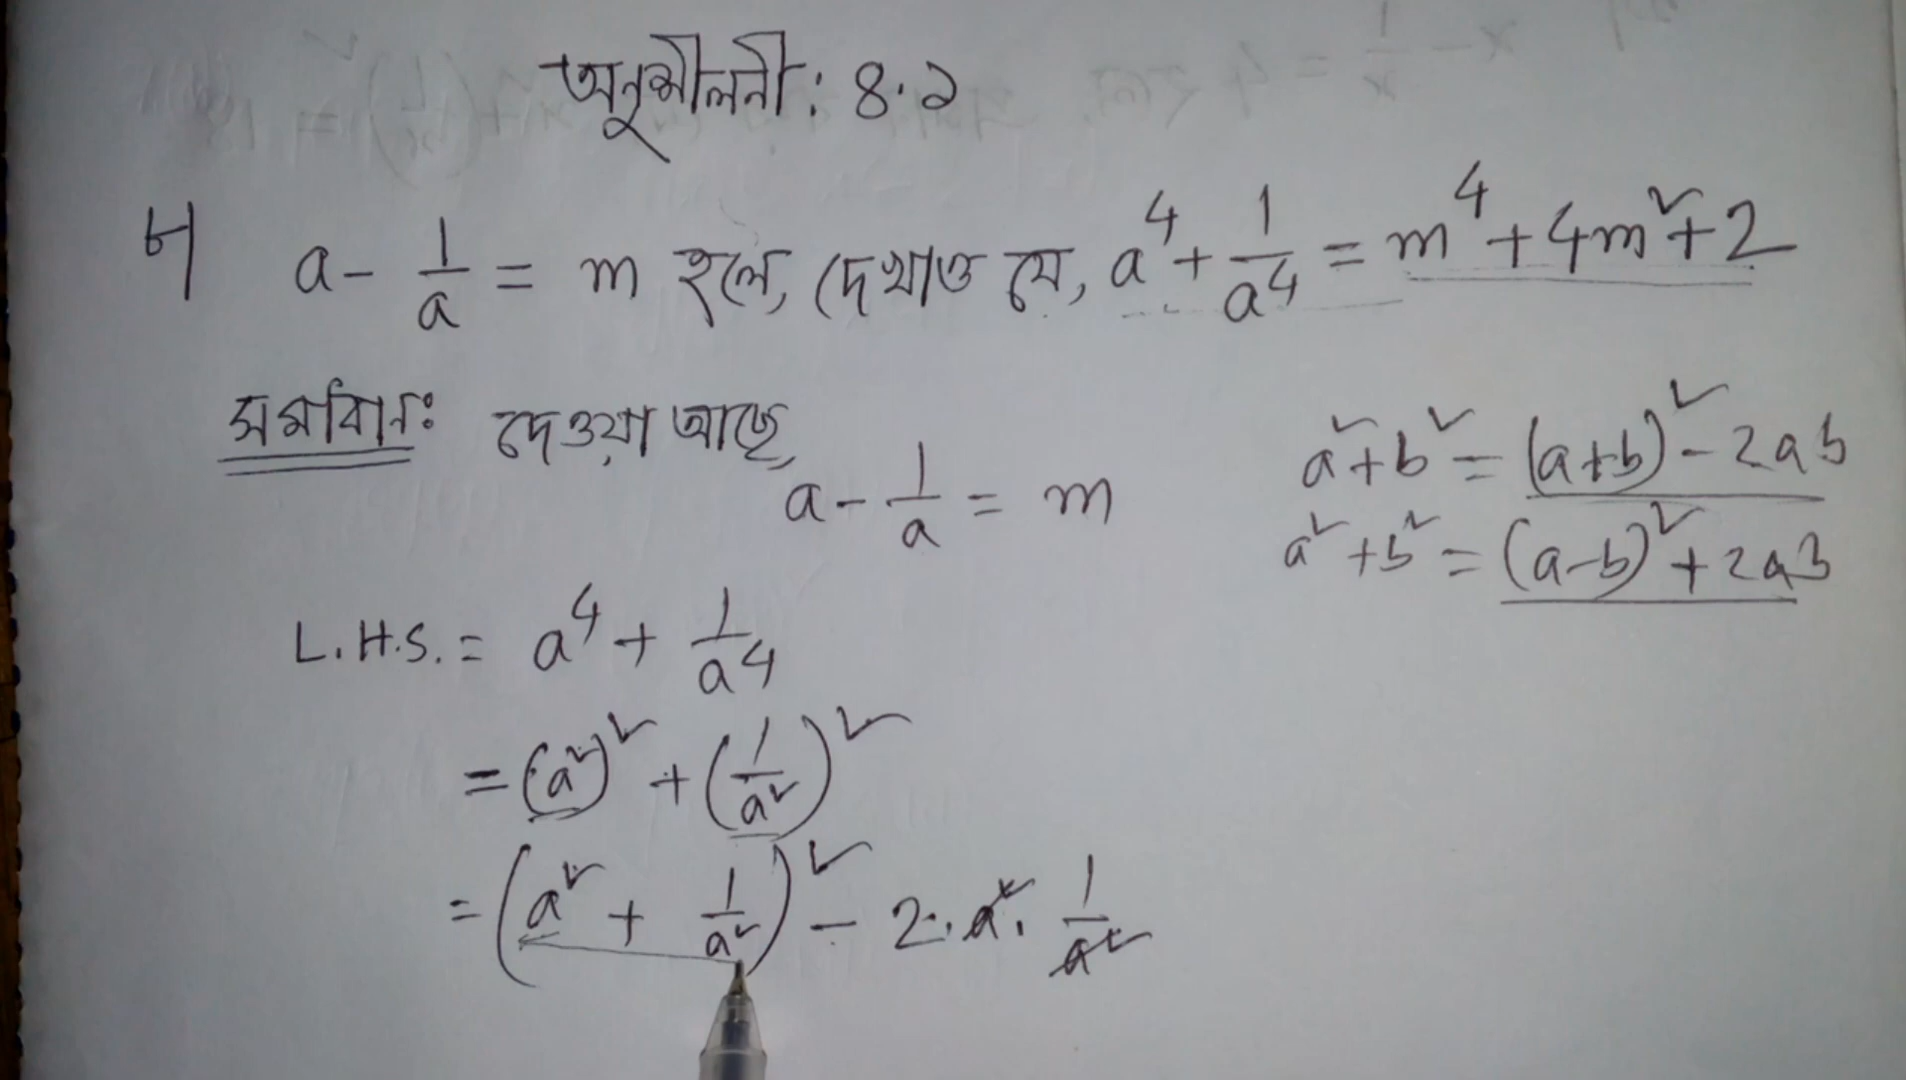 অনুশীলনী: ৪.১
৮| a - 1/a = m হলে, দেখাও যে, a⁴ + 1/a⁴ = m⁴ + 4m² + 2
সমাধান: দেওয়া আছে,
a - 1/a = m
a² + b² = (a+b)² - 2ab
a² + b² = (a-b)² + 2ab
L.H.S. = a⁴ + 1/a⁴
= (a²)² + (1/a²)²
= (a² + 1/a²)² - 2. a². 1/a²